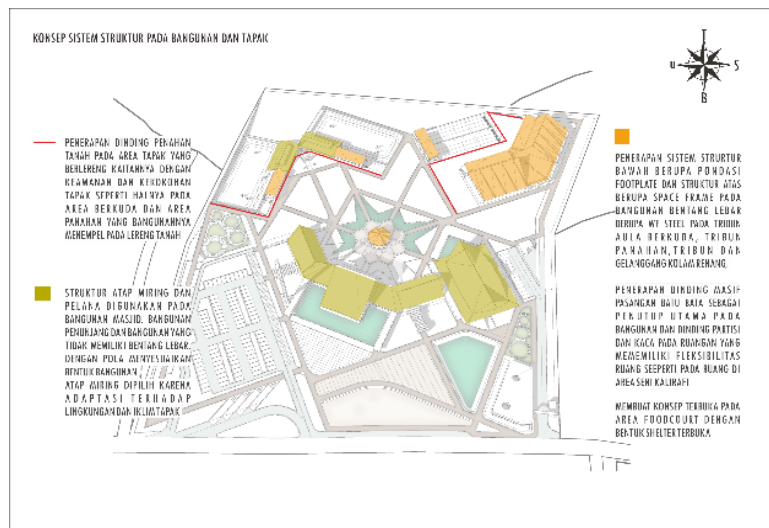 KONSEP SISTEM STRUKTUR PADA BANGUNAN DAN TAPAK
T
U
S
B
PENERAPAN DINDING PENAHAN
TANAH PADA AREA TAPAK YANG
BERLERENG KAITANNYA DENGAN
KEAMANAN DAN KEKOKOHAN
TAPAK SEPERTI HALNYA PADA
AREA BERKUDA DAN AREA
PANAHAN YANG BANGUNANNYA
MENEMPEL PADA LERENG TANAH
STRUKTUR ATAP MIRING DAN
PELANA DIGUNAKAN PADA
BANGUNAN MASJID, BANGUNAN
PENUNJANG DAN BANGUNAN YANG
TIDAK MEMILIKI BENTANG LEBAR,
DENGAN POLA MENYESUAIKAN
BENTUK BANGUNAN
ATAP MIRING DIPILIH KARENA
ADAPTASI TERHADAP
LINGKUNGAN DAN IKLIM TAPAK
PENERAPAN SISTEM STRURTUR
BAWAH BERUPA PONDASI
FOOTPLATE DAN STRUKTUR ATAS
BERUPA SPACE FRAME PADA
BANGUNAN BENTANG LEBAR
BERUPA WF STEEL PADA TRIBUN
AULA BERKUDA, TRIBUN
PANAHAN, TRIBUN DAN
GELANGGANG KOLAM RENANG,
PENERAPAN DINDING MASIF
PASANGAN BATU BATA SEBAGAI
PENUTUP UTAMA PADA
BANGUNAN DAN DINDING PARTISI
DAN KACA PADA RUANGAN YANG
MEMEMILIKI FLEKSIBILITAS
RUANG SEEPERTI PADA RUANG DI
AREA SENI KALIRAFI
MEMBUAT KONSEP TERBUKA PADA
AREA FOODCOURT DENGAN
BENTUK SHELTER TERBUKA